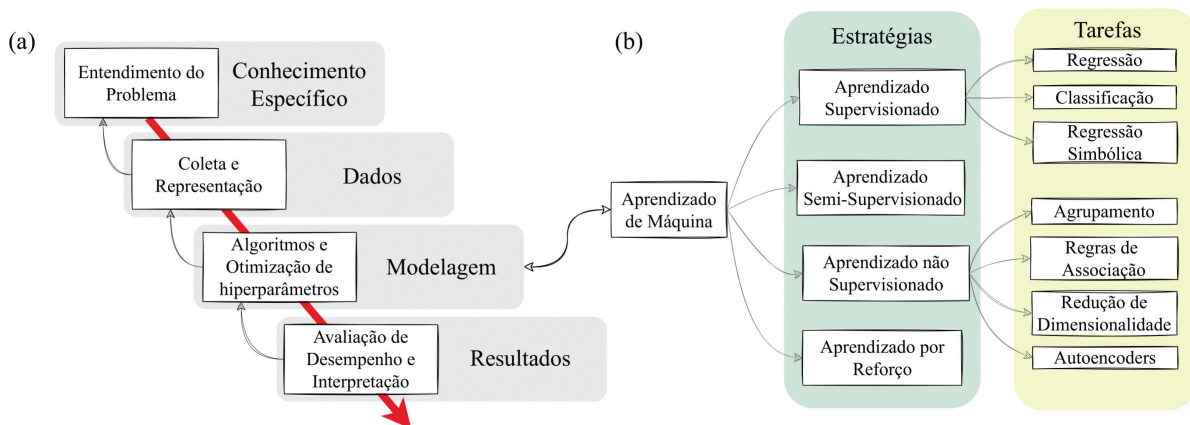 (a)
Entendimento do
Problema
Conhecimento
Específico
Coleta e
Representação
Dados
Algoritmos e
Otimização de
hiperparâmetros
Modelagem
Avaliação de
Desempenho e
Interpretação
Resultados
(b)
Aprendizado
de Máquina
Estratégias
Aprendizado
Supervisionado
Aprendizado
Semi-Supervisionado
Aprendizado não
Supervisionado
Aprendizado por
Reforço
Tarefas
Regressão
Classificação
Regressão
Simbólica
Agrupamento
Regras de
Associação
Redução de
Dimensionalidade
Autoencoders